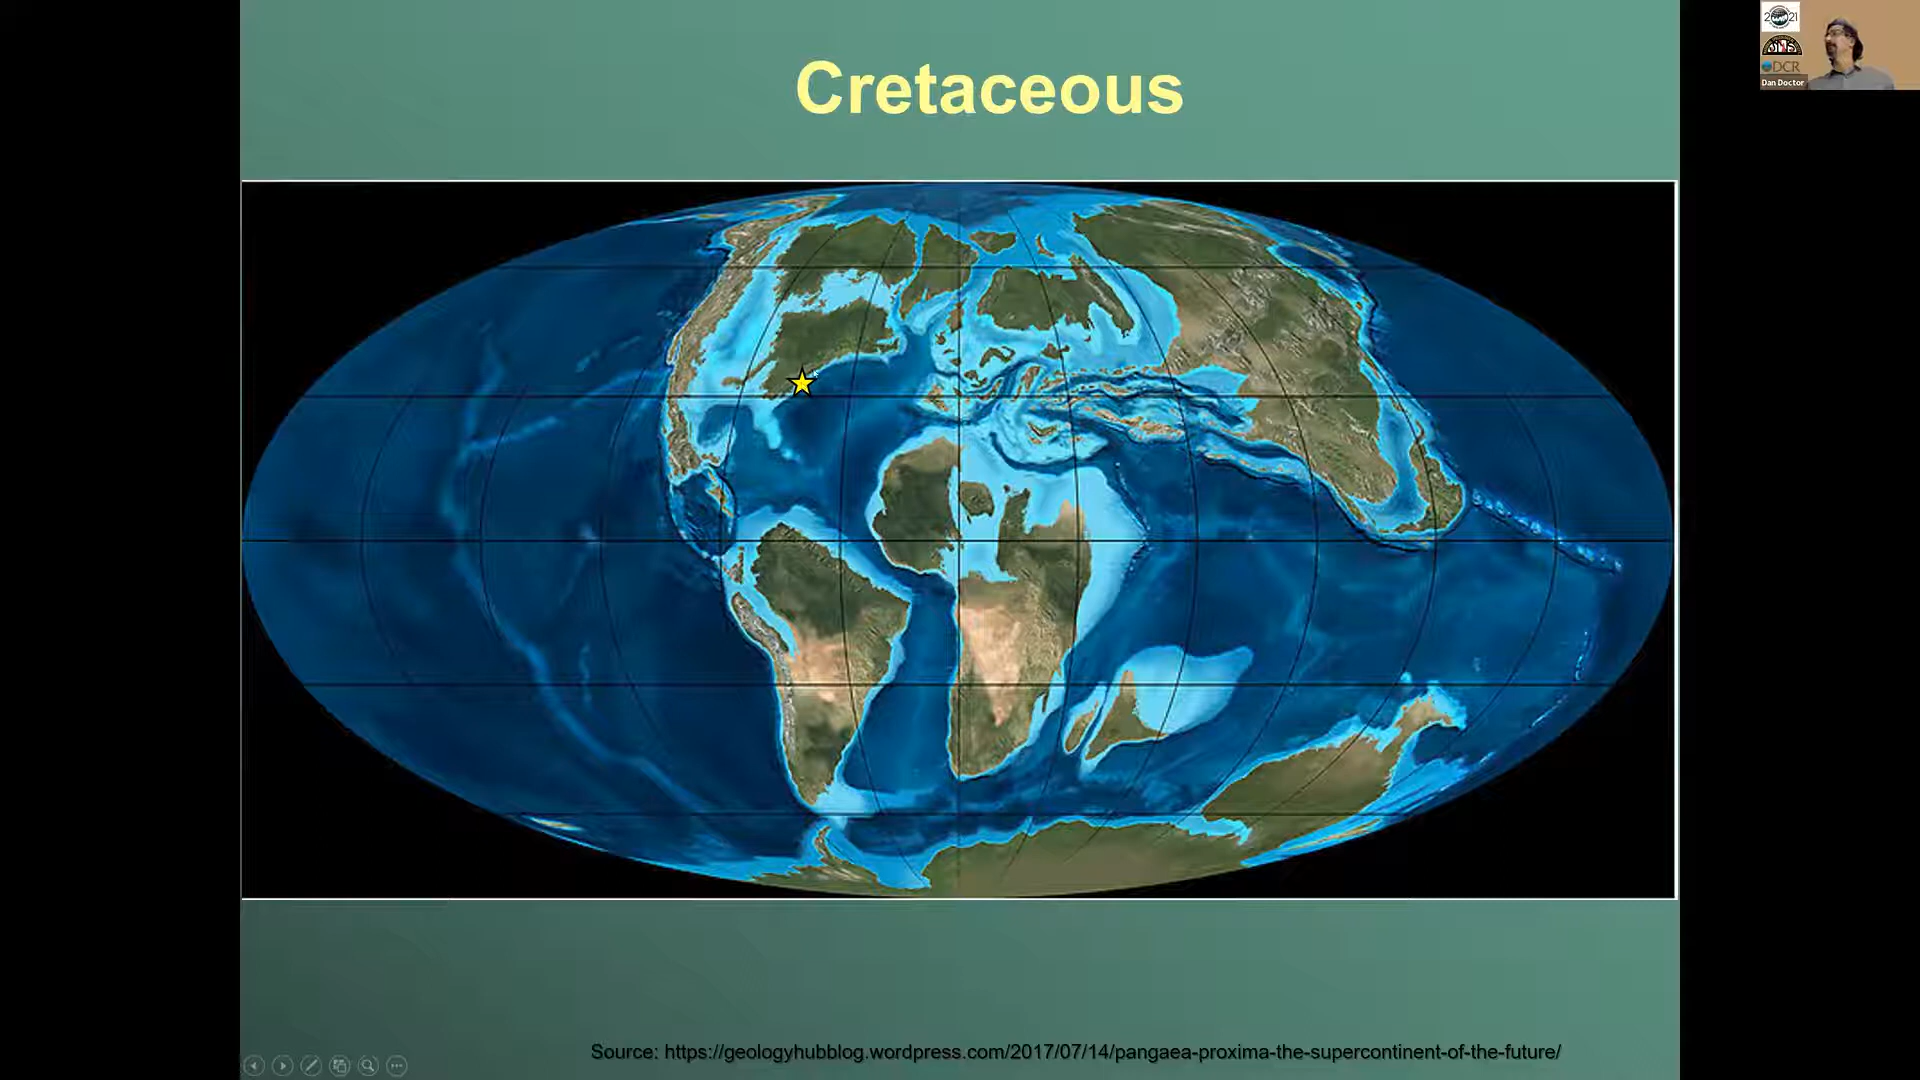 Cretaceous
2021
DCR
Dan Doctor
Source: https://geologyhubblog.wordpress.com/2017/07/14/pangaea-proxima-the-supercontinent-of-the-future/